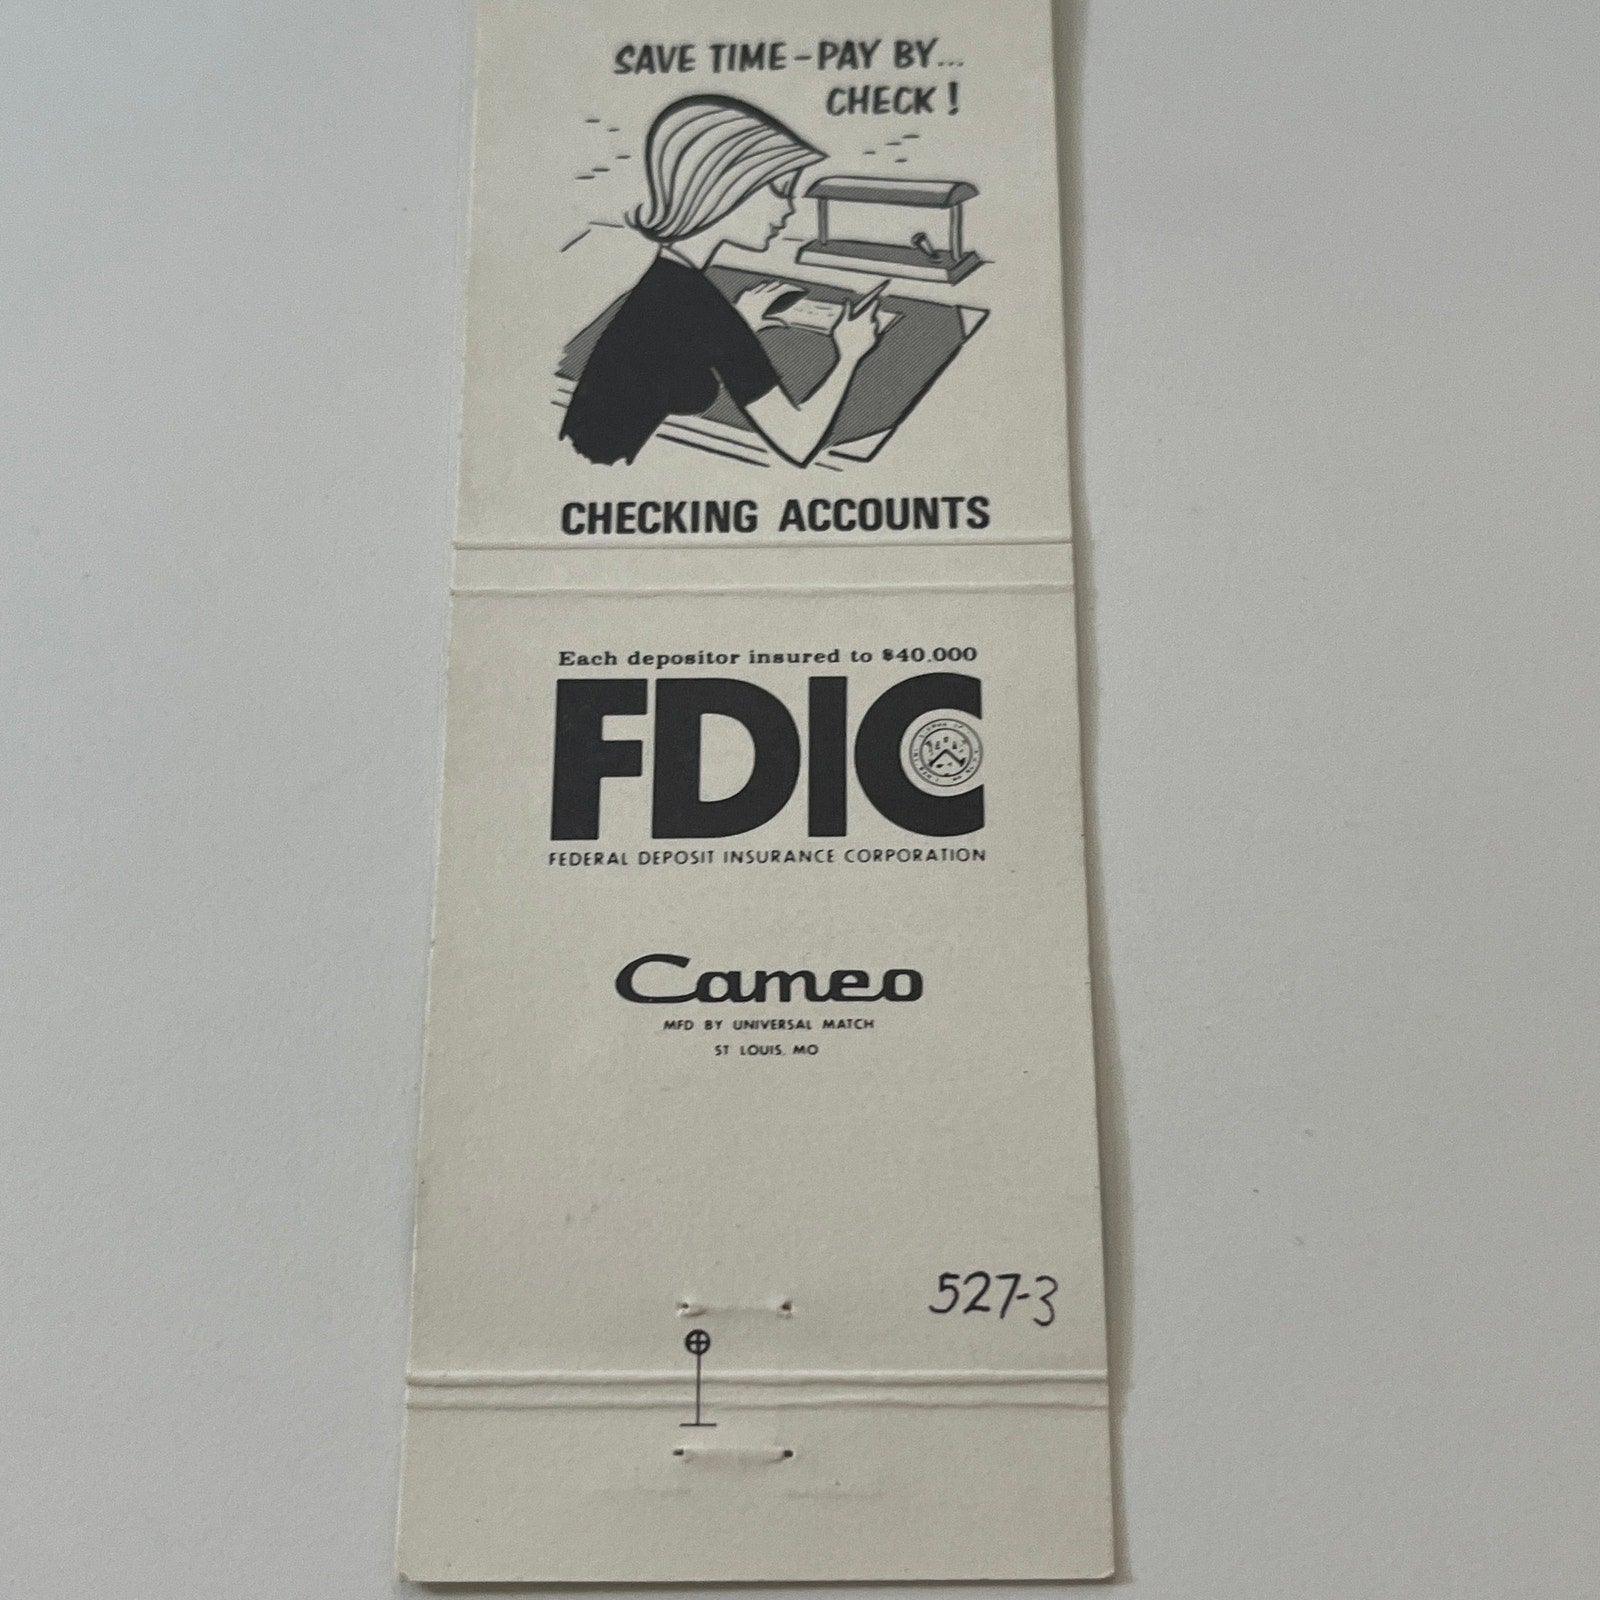 SAVE TIME-PAY BY...
CHECK!
CHECKING ACCOUNTS
Each depositor insured to $40,000
FDIC
FEDERAL DEPOSIT INSURANCE CORPORATION
Cameo
MFD BY UNIVERSAL MATCH
ST LOUIS, MO
527-3